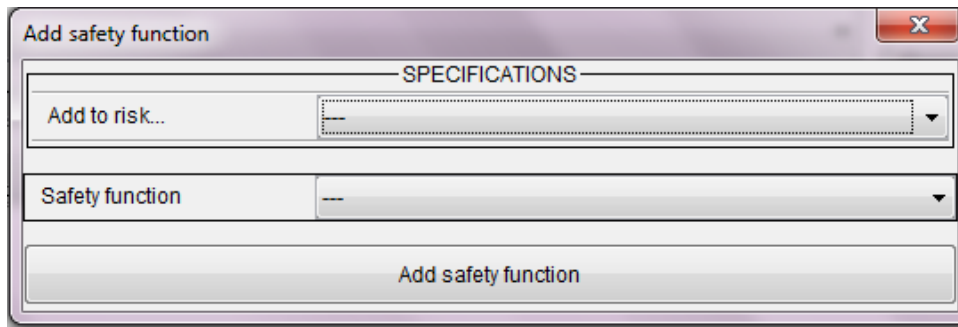 Add safety function
SPECIFICATIONS
Add to risk... ---
Safety function ---
Add safety function